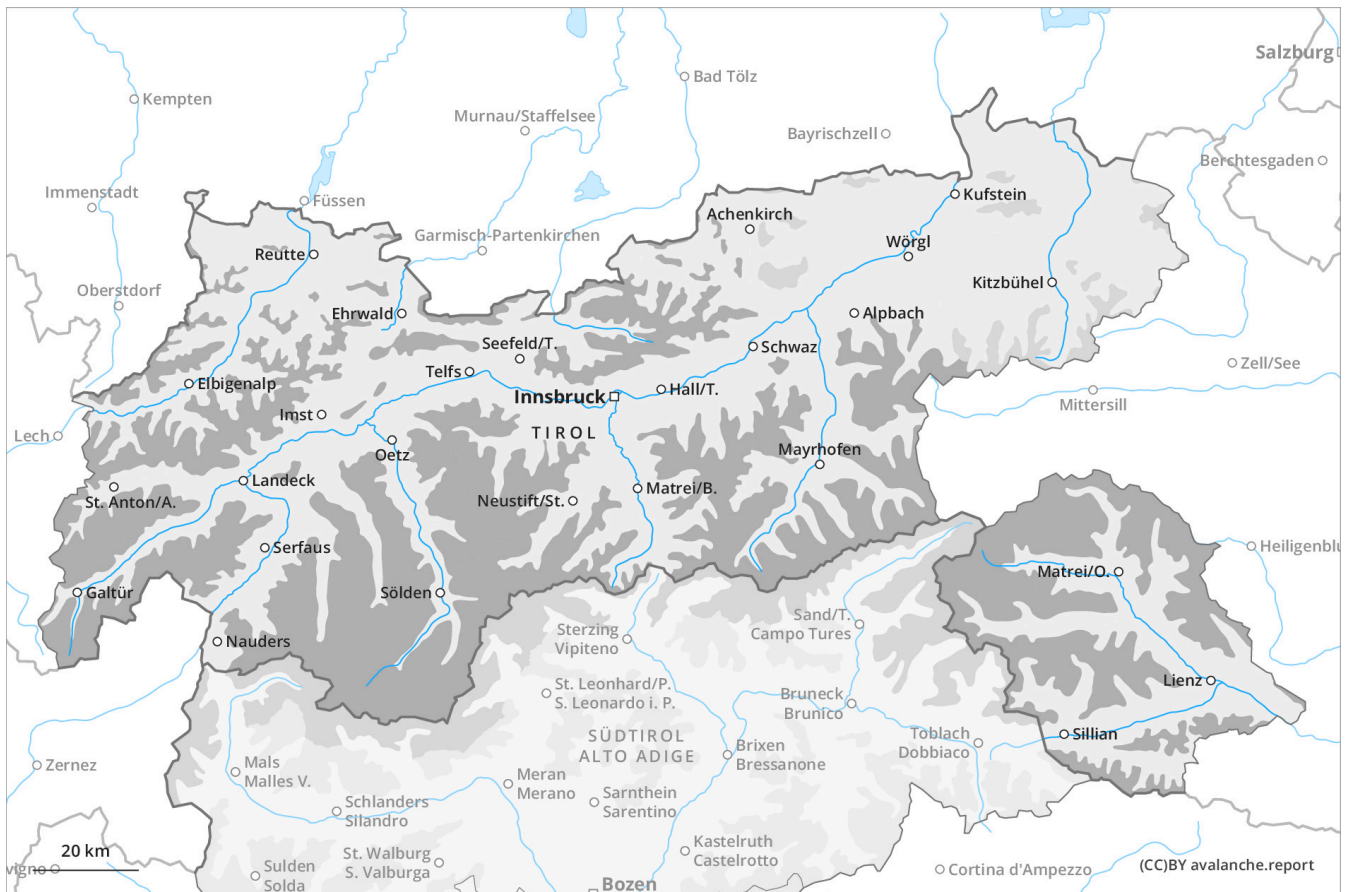 Salzburg
Bad Tölz
Kempten
Murnau/Staffelsee
Bayrischzell
Berchtesgaden
Immenstadt
Füssen
Kufstein
Achenkirch
Garmisch-Partenkirchen
Wörgl
Reutte
Kitzbühel
Oberstdorf
Ehrwald
Alpbach
Seefeld/T.
Schwaz
Zell/See
Telfs
Elbigenalp
Hall/T.
Innsbruck
Mittersill
Imst
TIROL
Lech
Oetz
Mayrhofen
Landeck
St. Anton/A.
Neustift/St.
Matrei/B.
Serfaus
Heiligenblu
Matrei/O.
Galtür
Sölden
Sand/T.
Campo Tures
Nauders
Sterzing
Vipiteno
Lienz
St. Leonhard/P.
S. Leonardo i. P.
Bruneck
Brunico
SÜDTIROL
ALTO ADIGE
Toblach
Dobbiaco
Sillian
Brixen
Bressanone
Zernez
Mals
Malles V.
Meran
Merano
Sarnthein
Sarentino
Schlanders
Silandro
Kastelruth
Castelrotto
20 km
St. Walburg
S. Valburga
vigno
Sulden
Solda
Cortina d'Ampezzo
(CC)BY avalanche.report
Bozen